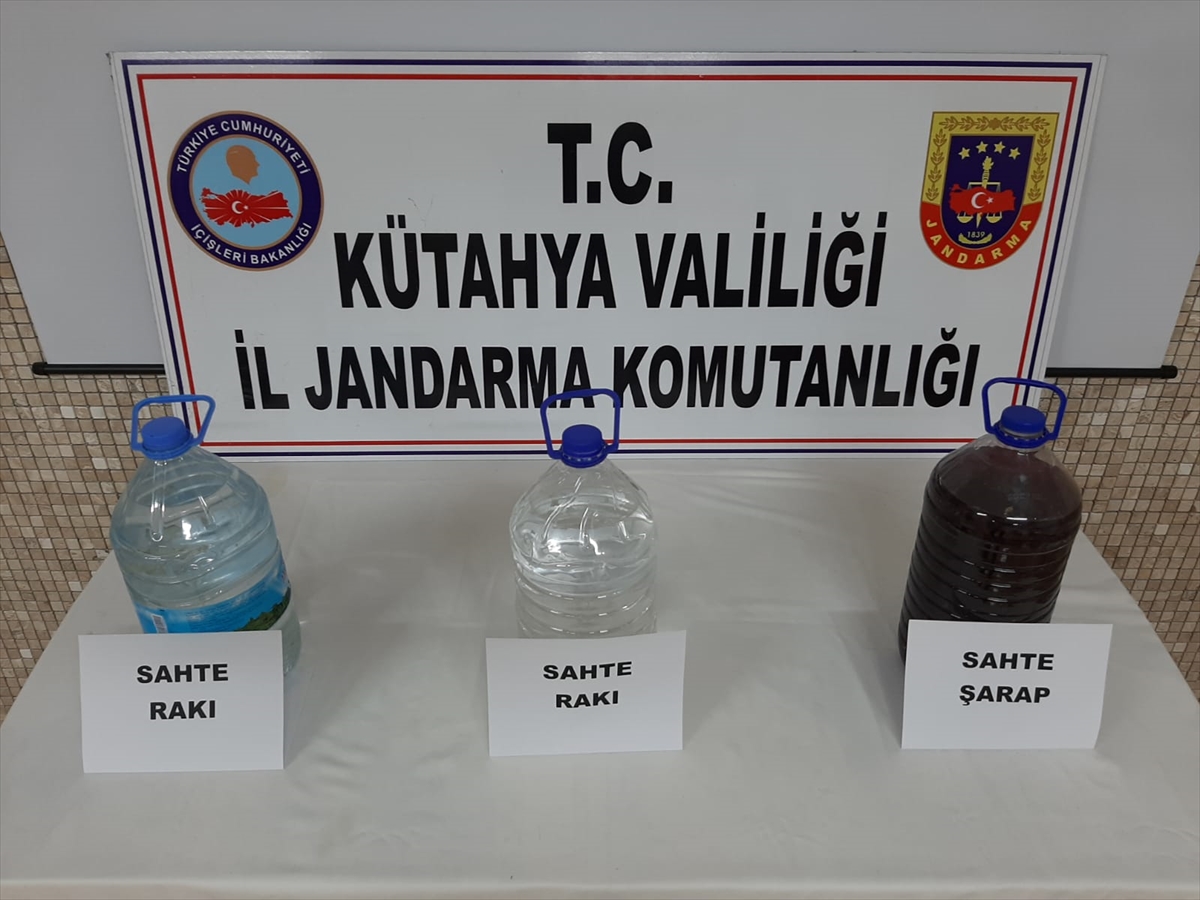 T.C.
KÜTAHYA VALİLİĞİ
İL JANDARMA KOMUTANLIĞI
TÜRKİYE CUMHURİYETİ
İÇİŞLERİ BAKANLIĞI
1839
JANDARMA
SAHTE
RAKI
SAHTE
RAKI
SAHTE
ŞARAP